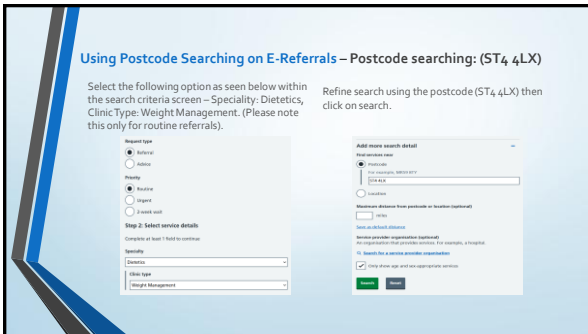 Using Postcode Searching on E-Referrals – Postcode searching: (ST4 4LX)
Select the following option as seen below within
the search criteria screen – Speciality: Dietetics,
Clinic Type: Weight Management. (Please note
this only for routine referrals).
Refine search using the postcode (ST4 4LX) then
click on search.
Request type
Referral
Advice
Priority
Routine
Urgent
2 week wait
Step 2: Select service details
Complete at least 1 field to continue
Specialty
Dietetics
Clinic type
Weight Management
Add more search detail
Find services near
Postcode
For example,
ST4 4LX
Location
Maximum distance from postcode or location (optional)
miles
Save as default distance
Service provider organisation (optional)
An organisation that provides services. For example, a hospital.
Search for a service provider organisation
Only show age and sex appropriate services
Search Reset